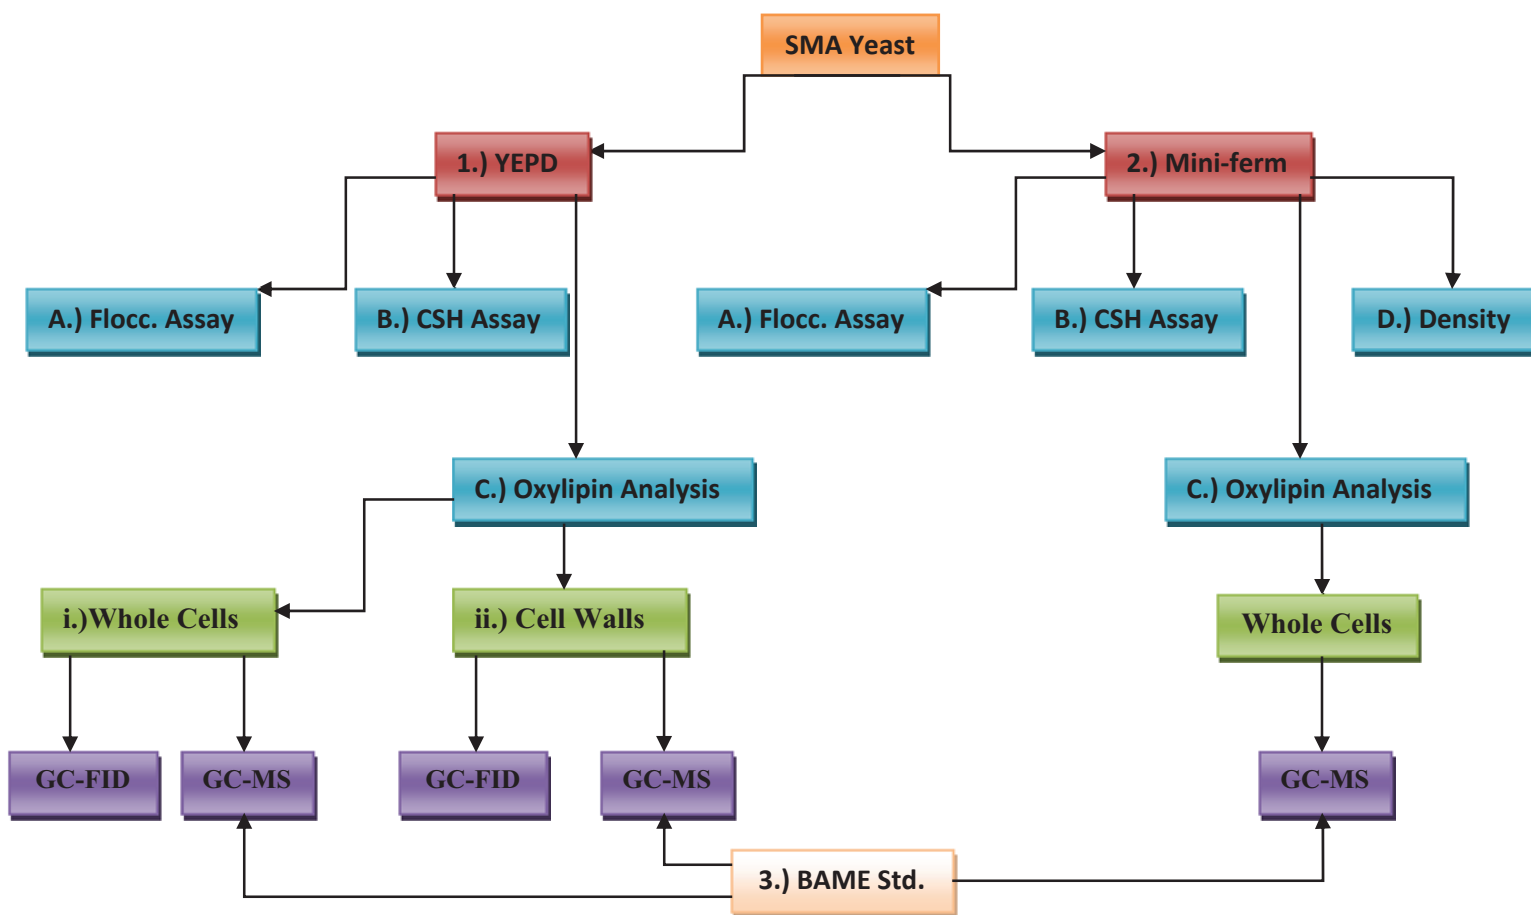 SMA Yeast
1.) YEPD
2.) Mini-ferm
A.) Flocc. Assay
B.) CSH Assay
A.) Flocc. Assay
B.) CSH Assay
D.) Density
C.) Oxylipin Analysis
C.) Oxylipin Analysis
i.)Whole Cells
ii.) Cell Walls
Whole Cells
GC-FID
GC-MS
GC-FID
GC-MS
GC-MS
3.) BAME Std.